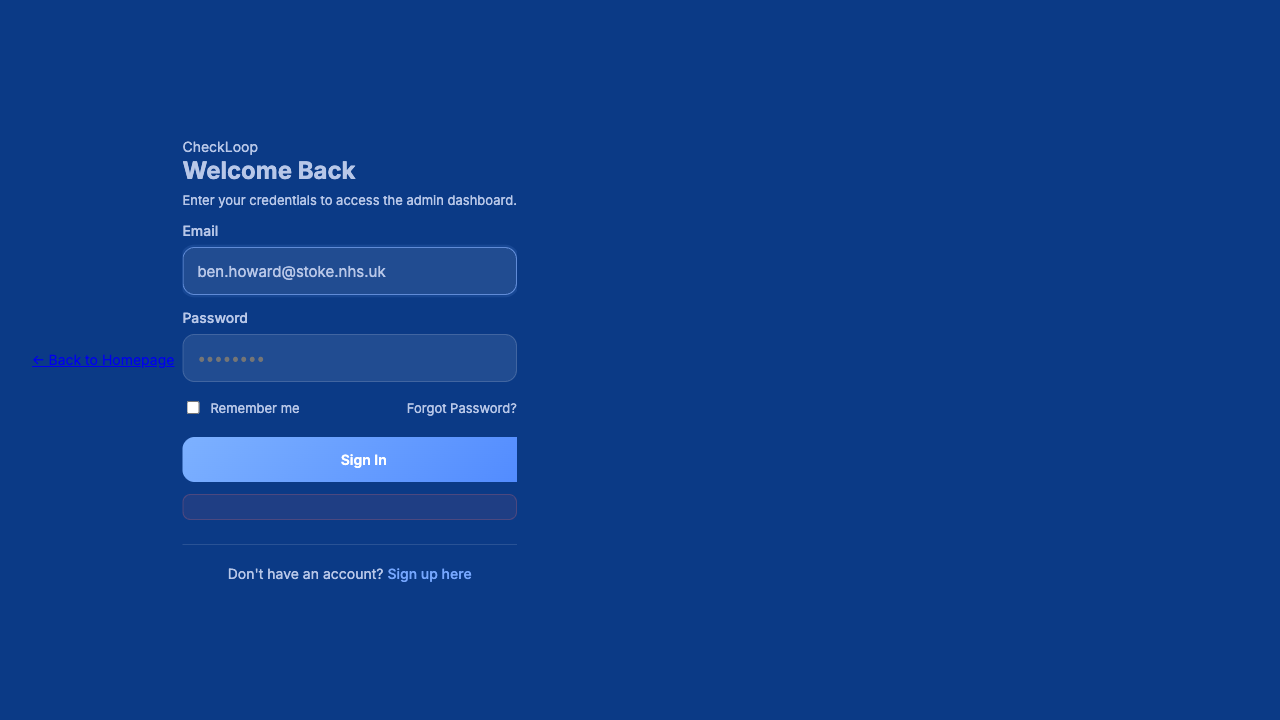 CheckLoop
Welcome Back
Enter your credentials to access the admin dashboard.
Email
ben.howard@stoke.nhs.uk
Password
••••••••
← Back to Homepage
Remember me
Forgot Password?
Sign In
Don't have an account? Sign up here